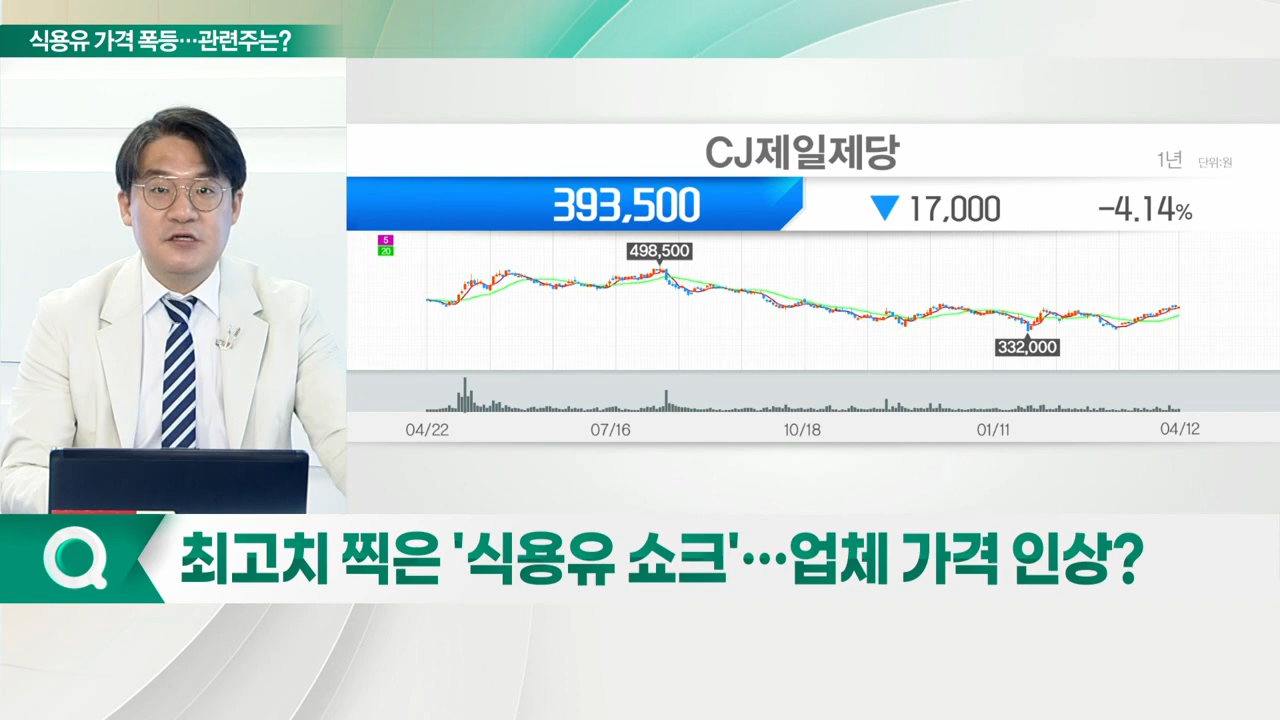 식용유 가격 폭등…관련주는?
CJ제일제당
1년 단위:원
393,500 ▼17,000 -4.14%
5
20
498,500
332,000
04/22 07/16 10/18 01/11 04/12
Q 최고치 찍은 '식용유 쇼크'…업체 가격 인상?